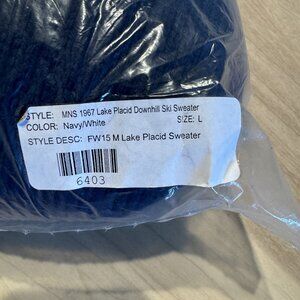 STYLE: MNS 1967 Lake Placid Downhill Ski Sweater
COLOR: Navy/White SIZE: L
STYLE DESC: FW15 M Lake Placid Sweater
6403